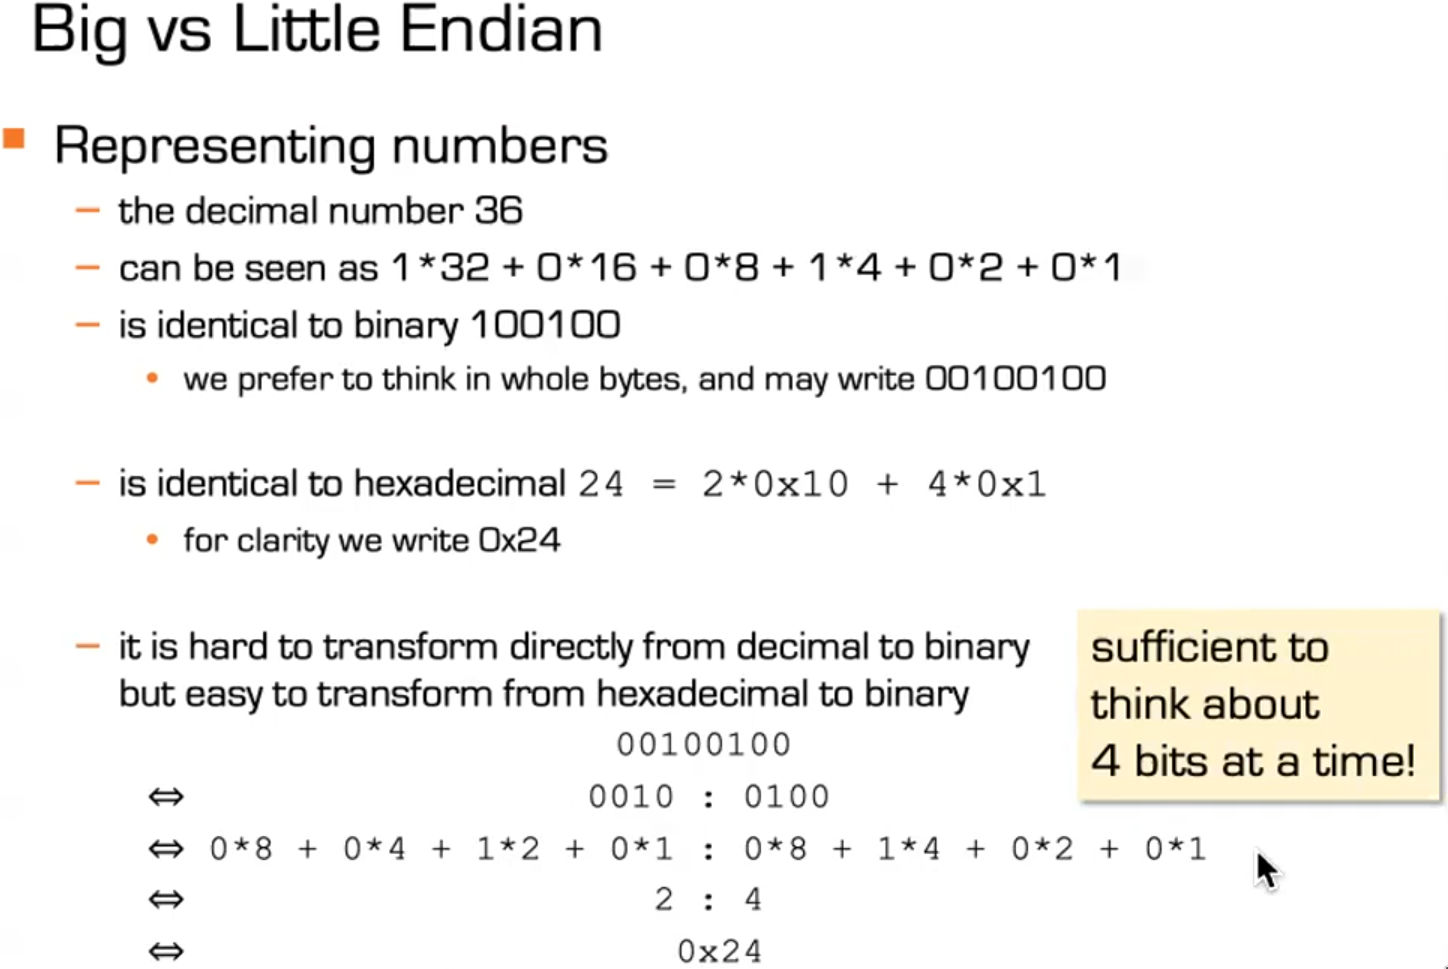 Big vs Little Endian
Representing numbers
– the decimal number 36
– can be seen as 1*32 + 0*16 + 0*8 + 1*4 + 0*2 + 0*1
– is identical to binary 100100
• we prefer to think in whole bytes, and may write 00100100
– is identical to hexadecimal 24 = 2*0x10 + 4*0x1
• for clarity we write 0x24
– it is hard to transform directly from decimal to binary
but easy to transform from hexadecimal to binary
00100100
⇔ 0010 : 0100
⇔ 0*8 + 0*4 + 1*2 + 0*1 : 0*8 + 1*4 + 0*2 + 0*1
⇔ 2 : 4
⇔ 0x24
sufficient to
think about
4 bits at a time!